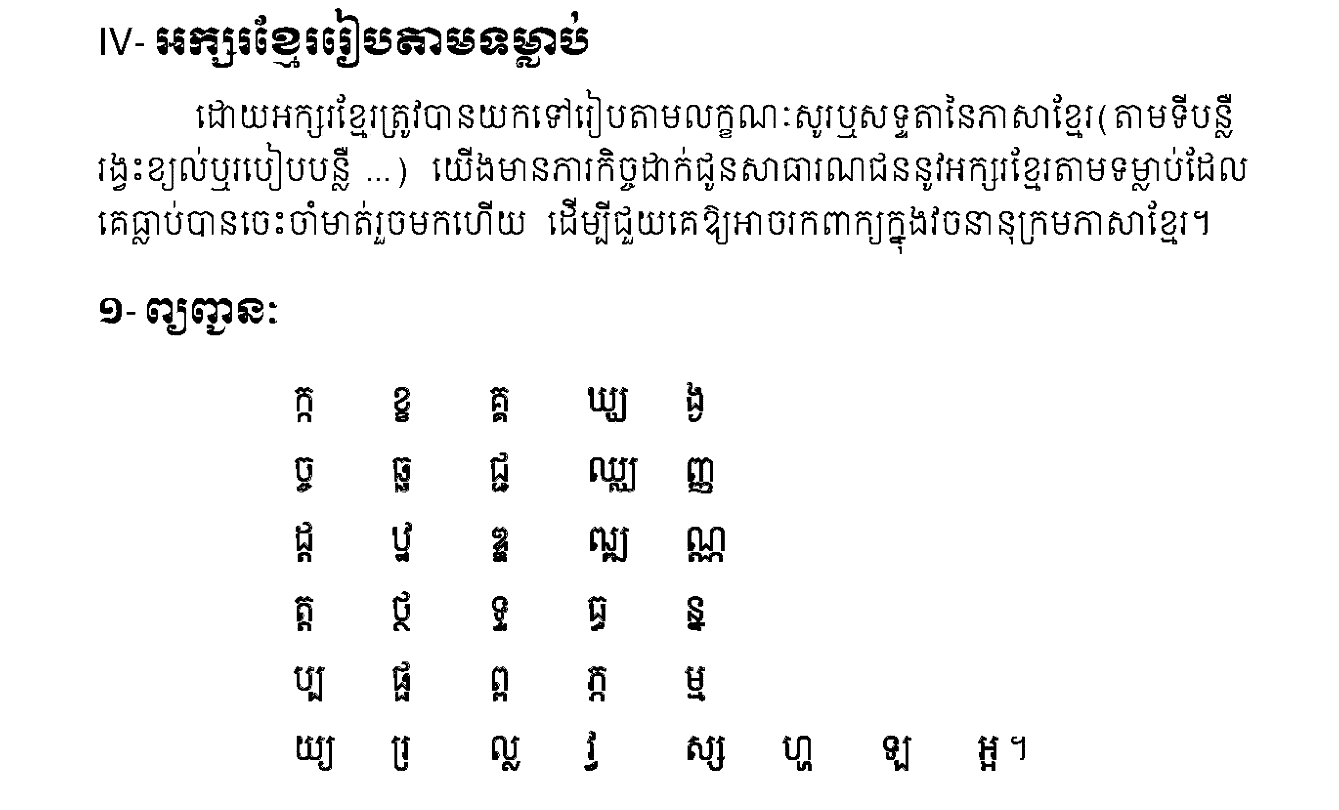 IV- អក្សរខ្មែររៀបតាមទម្លាប់
ដោយអក្សរខ្មែរត្រូវបានយកទៅរៀបតាមលក្ខណៈសូរឬសទ្ទតានៃភាសាខ្មែរ(តាមទីបន្លឺ
រង្វះខ្យល់ឬរបៀបបន្លឺ ...) យើងមានភារកិច្ចដាក់ជូនសាធារណជននូវអក្សរខ្មែរតាមទម្លាប់ដែល
គេធ្លាប់បានចេះចាំមាត់រួចមកហើយ ដើម្បីជួយគេឱ្យអាចរកពាក្យក្នុងវចនានុក្រមភាសាខ្មែរ។
១- ព្យញ្ជនៈ
ក្ក ខ្ខ គ្គ ឃ្ឃ ង្ង
ច្ច ឆ្ឆ ជ្ជ ឈ្ឈ ញ្ញ
ដ្ដ ឋ្ឋ ឌ្ឌ ឍ្ឍ ណ្ណ
ត្ត ថ្ថ ទ្ទ ធ្ធ ន្ន
ប្ប ផ្ផ ព្ព ភ្ភ ម្ម
យ្យ រ្រ ល្ល វ្វ ស្ស ហ្ហ ឡ អ្អ ។